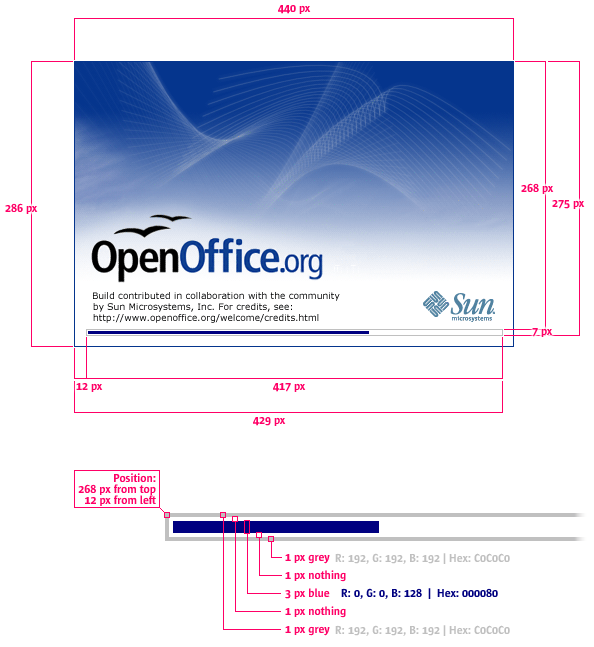 440 px
286 px
268 px
275 px
OpenOffice.org
Build contributed in collaboration with the community
by Sun Microsystems, Inc. For credits, see:
http://www.openoffice.org/welcome/credits.html
Sun
microsystems
7 px
12 px
417 px
429 px
Position:
268 px from top
12 px from left
1 px grey R: 192, G: 192, B: 192 | Hex: C0C0C0
1 px nothing
3 px blue R: 0, G: 0, B: 128 | Hex: 000080
1 px nothing
1 px grey R: 192, G: 192, B: 192 | Hex: C0C0C0